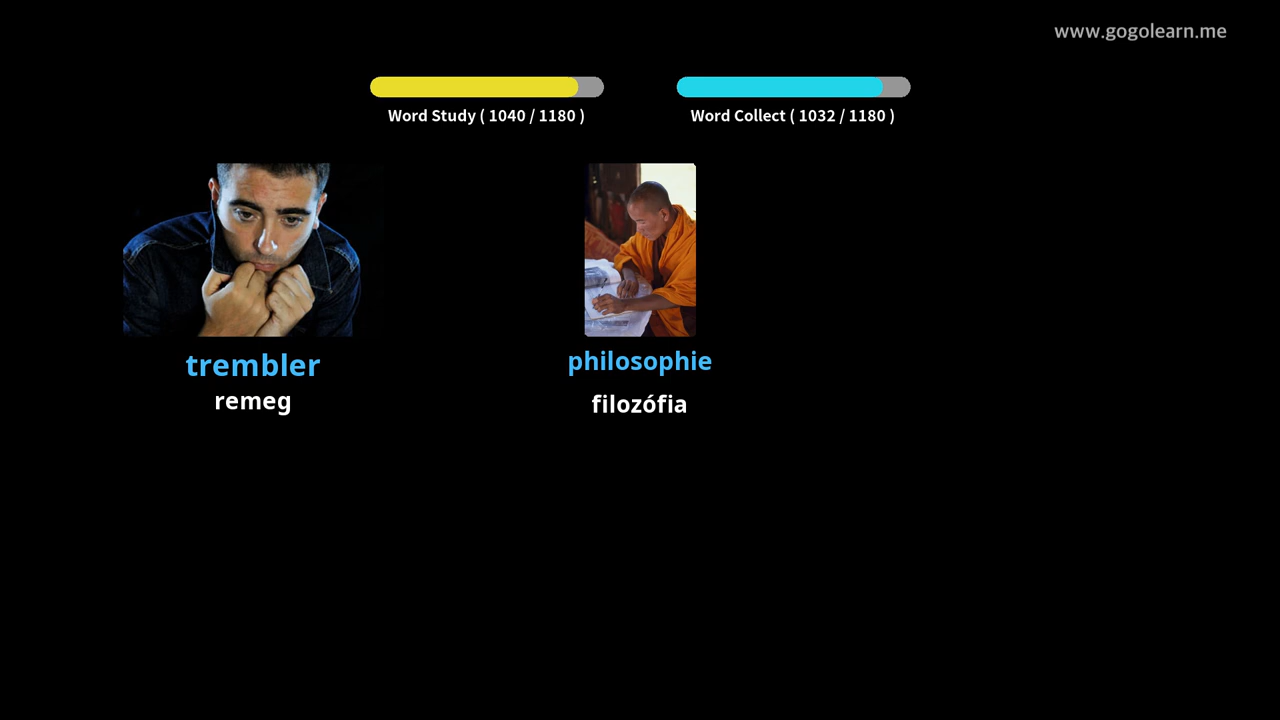 www.gogolearn.me
Word Study ( 1040 / 1180 )
Word Collect ( 1032 / 1180 )
trembler
remeg
philosophie
filozófia